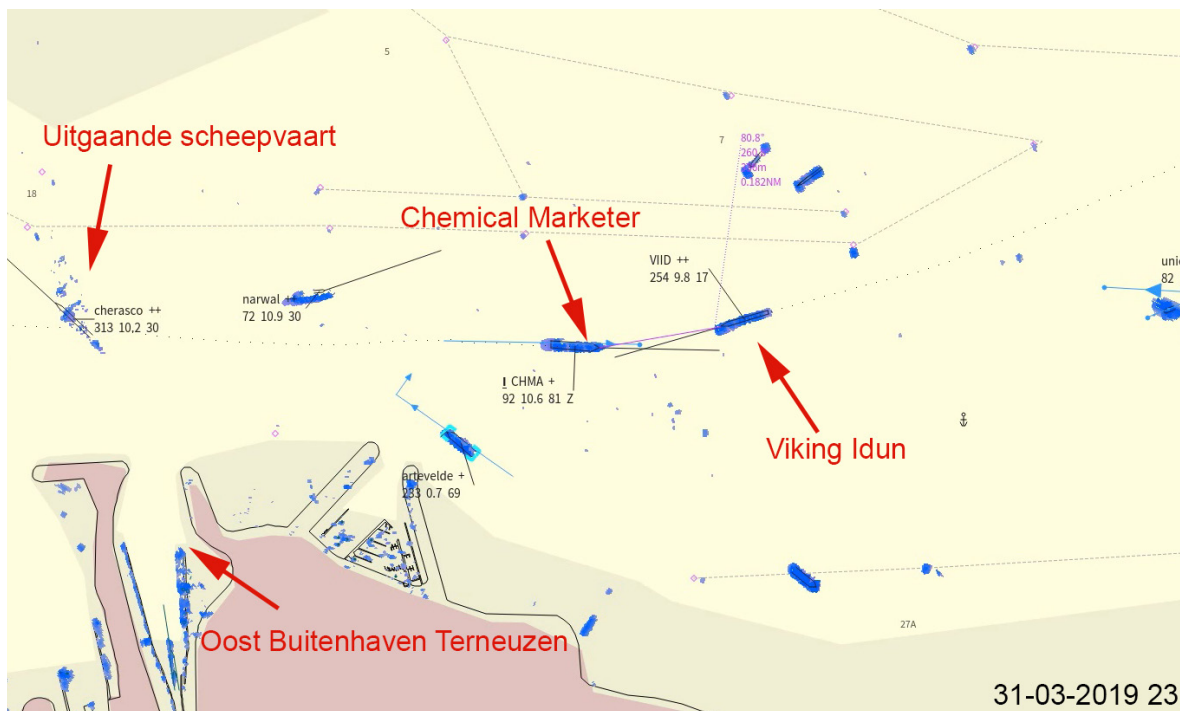 5
Uitgaande scheepvaart
7
80.8°
0.182NM
18
Chemical Marketer
VIID ++
254 9.8 17
unic
82
cherasco ++
313 10,2 30
narwal ++
72 10.9 30
I CHMA +
92 10.6 81 Z
Viking Idun
artevelde +
233 0.7 69
27A
Oost Buitenhaven Terneuzen
31-03-2019 23